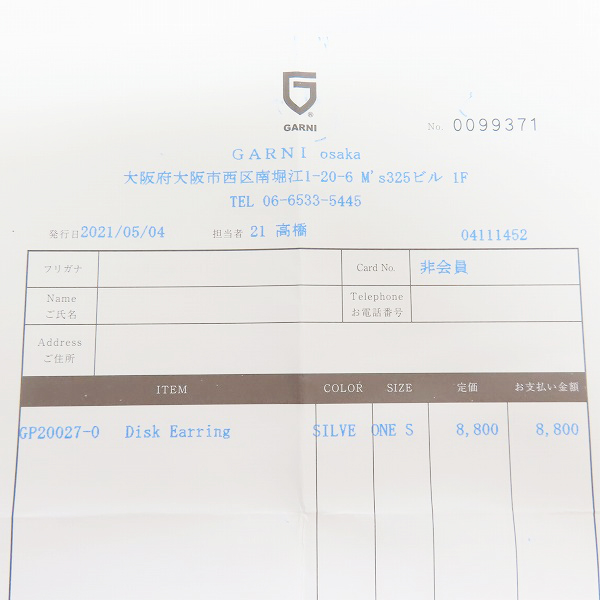 GARNI
No. 0099371
GARNI osaka
大阪府大阪市西区南堀江1-20-6 M's325ビル 1F
TEL 06-6533-5445
発行日 2021/05/04 担当者 21 高橋 04111452
フリガナ Card No. 非会員
Name Telephone
ご氏名 お電話番号
Address
ご住所
ITEM COLOR SIZE 定価 お支払い金額
GP20027-0 Disk Earring SILVE ONE S 8,800 8,800